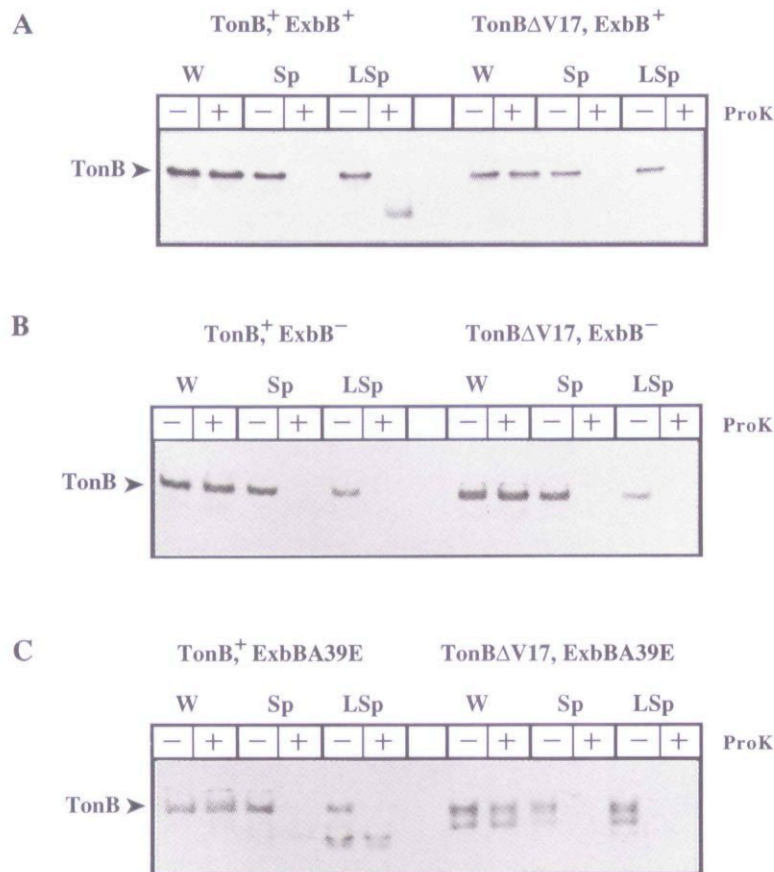 A
TonB,⁺ ExbB⁺ TonBΔV17, ExbB⁺
W Sp LSp W Sp LSp
− + − + − + − + − + − + ProK
TonB
B
TonB,⁺ ExbB⁻ TonBΔV17, ExbB⁻
W Sp LSp W Sp LSp
− + − + − + − + − + − + ProK
TonB
C
TonB,⁺ ExbBA39E TonBΔV17, ExbBA39E
W Sp LSp W Sp LSp
− + − + − + − + − + − + ProK
TonB